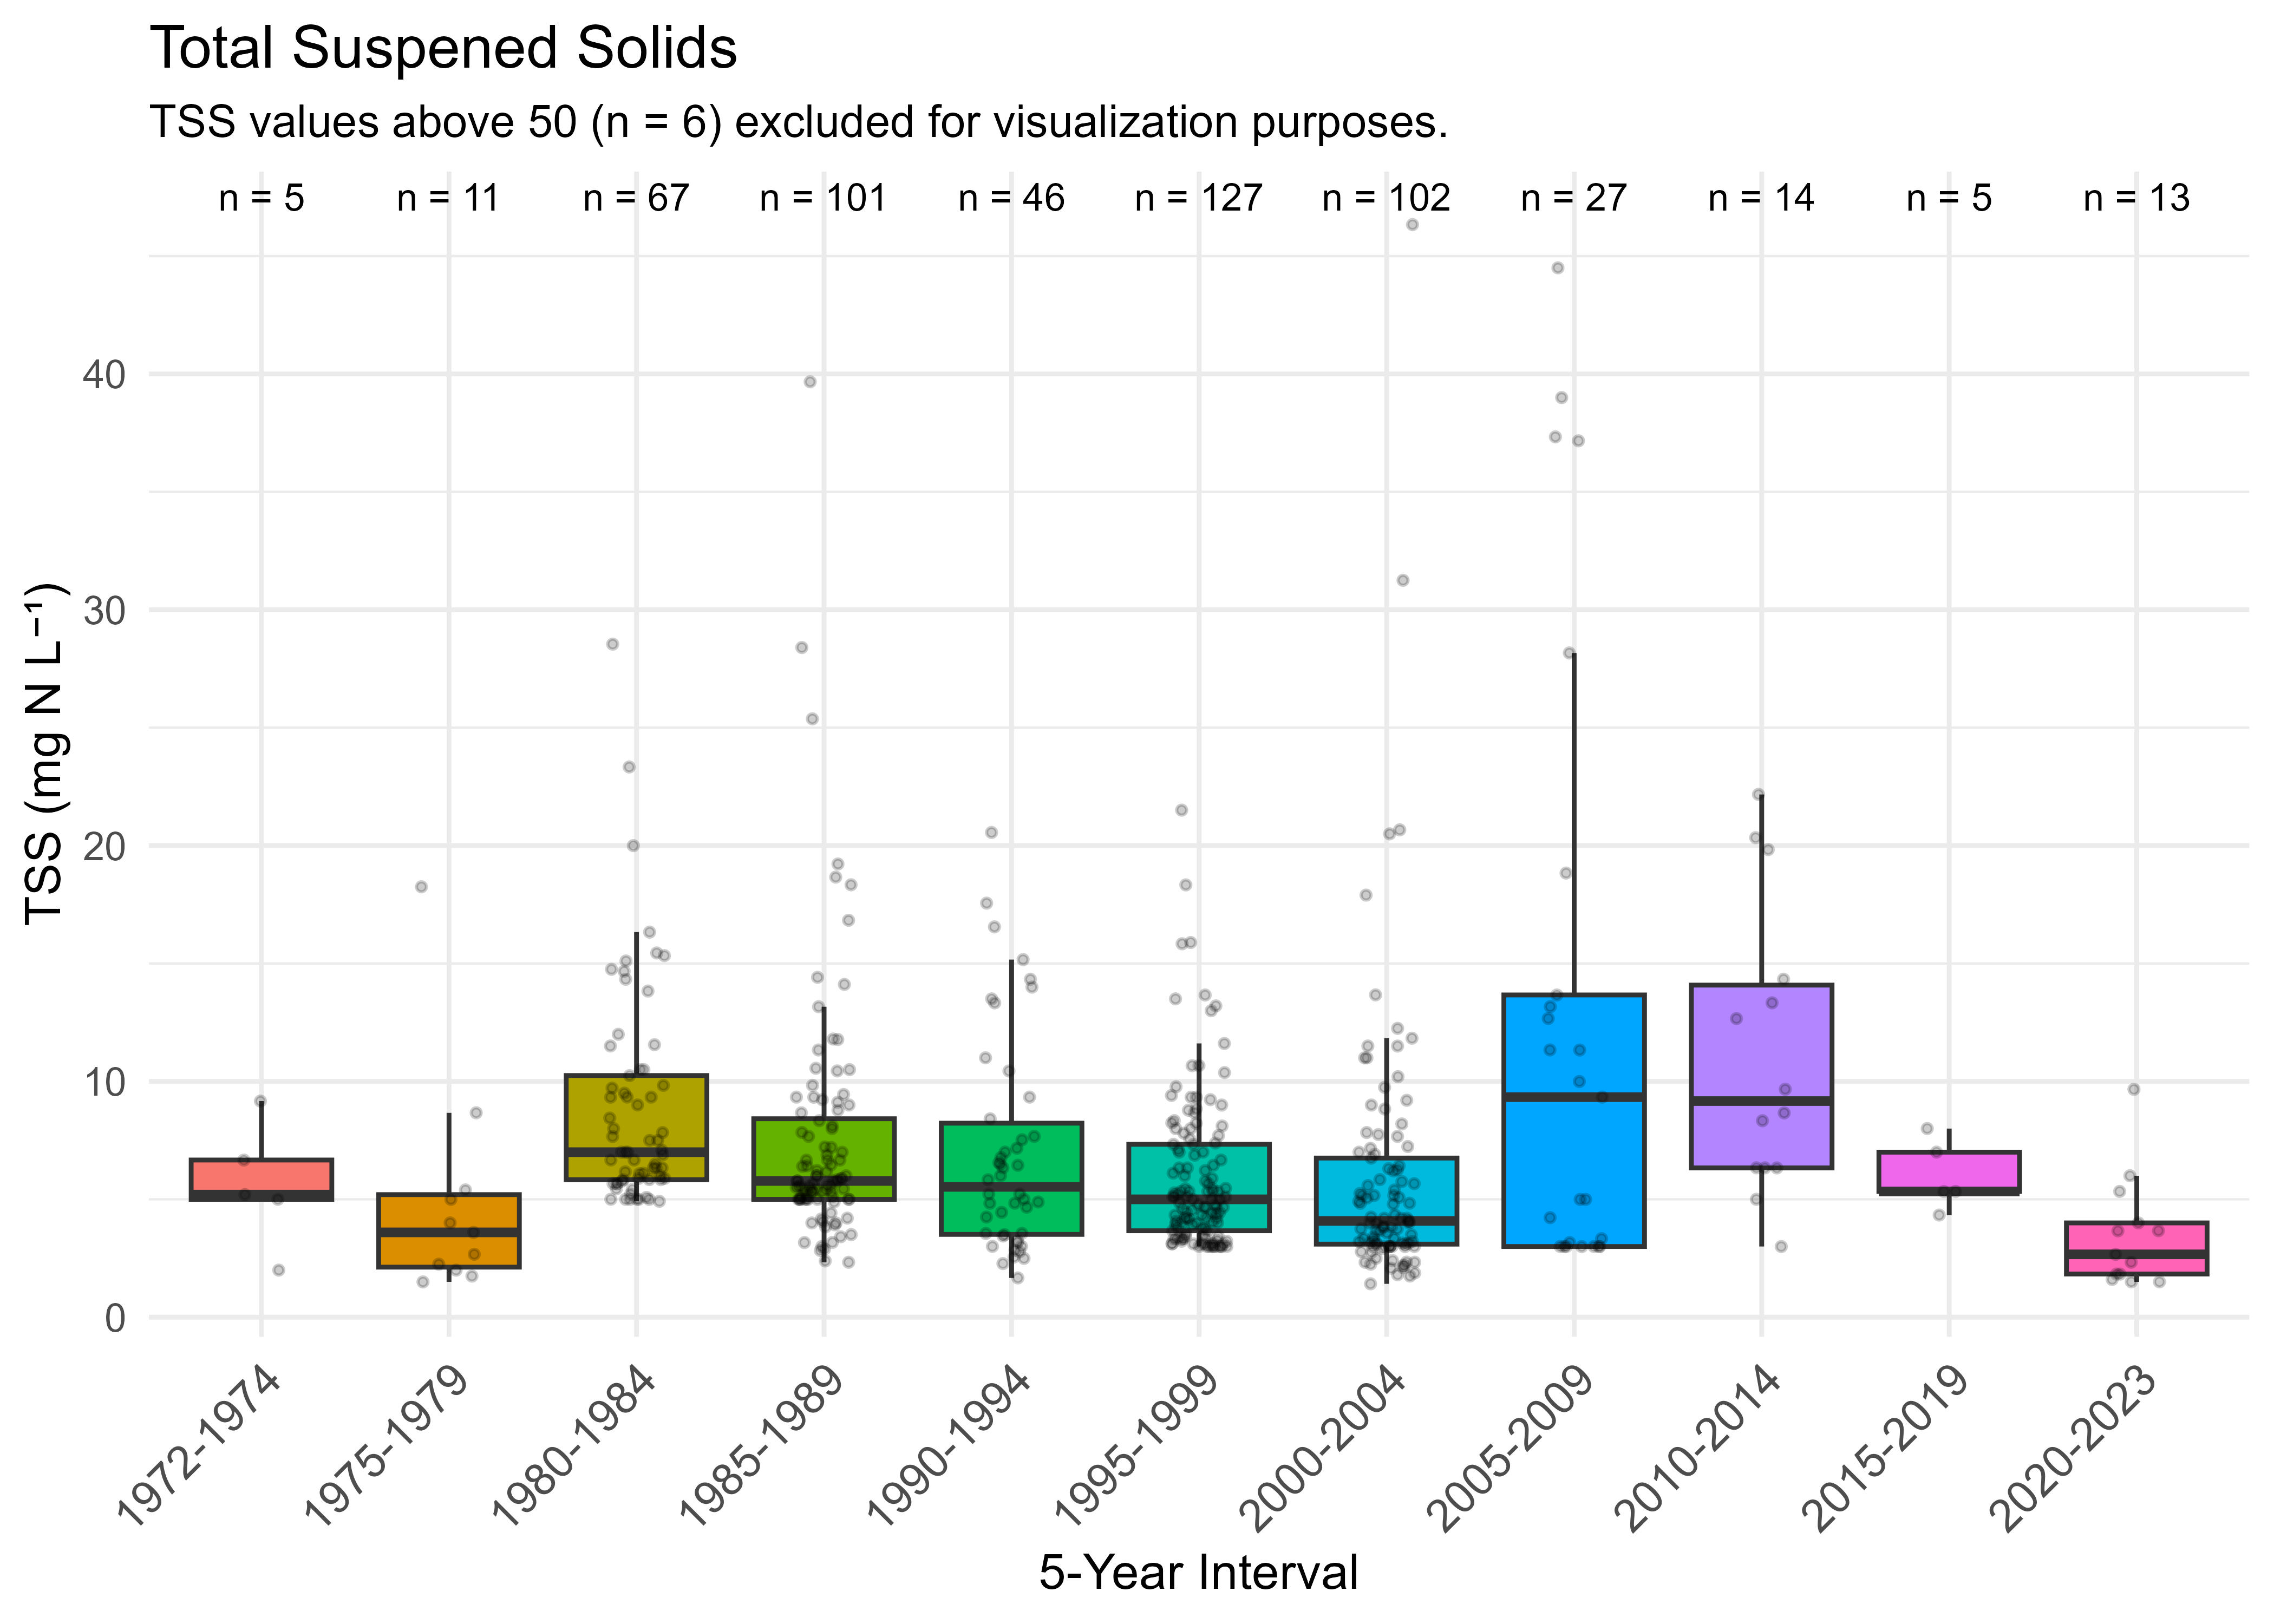 Total Suspened Solids
TSS values above 50 (n = 6) excluded for visualization purposes.
n = 5 n = 11 n = 67 n = 101 n = 46 n = 127 n = 102 n = 27 n = 14 n = 5 n = 13
TSS (mg N L⁻¹)
40
30
20
10
0
1972-1974 1975-1979 1980-1984 1985-1989 1990-1994 1995-1999 2000-2004 2005-2009 2010-2014 2015-2019 2020-2023
5-Year Interval